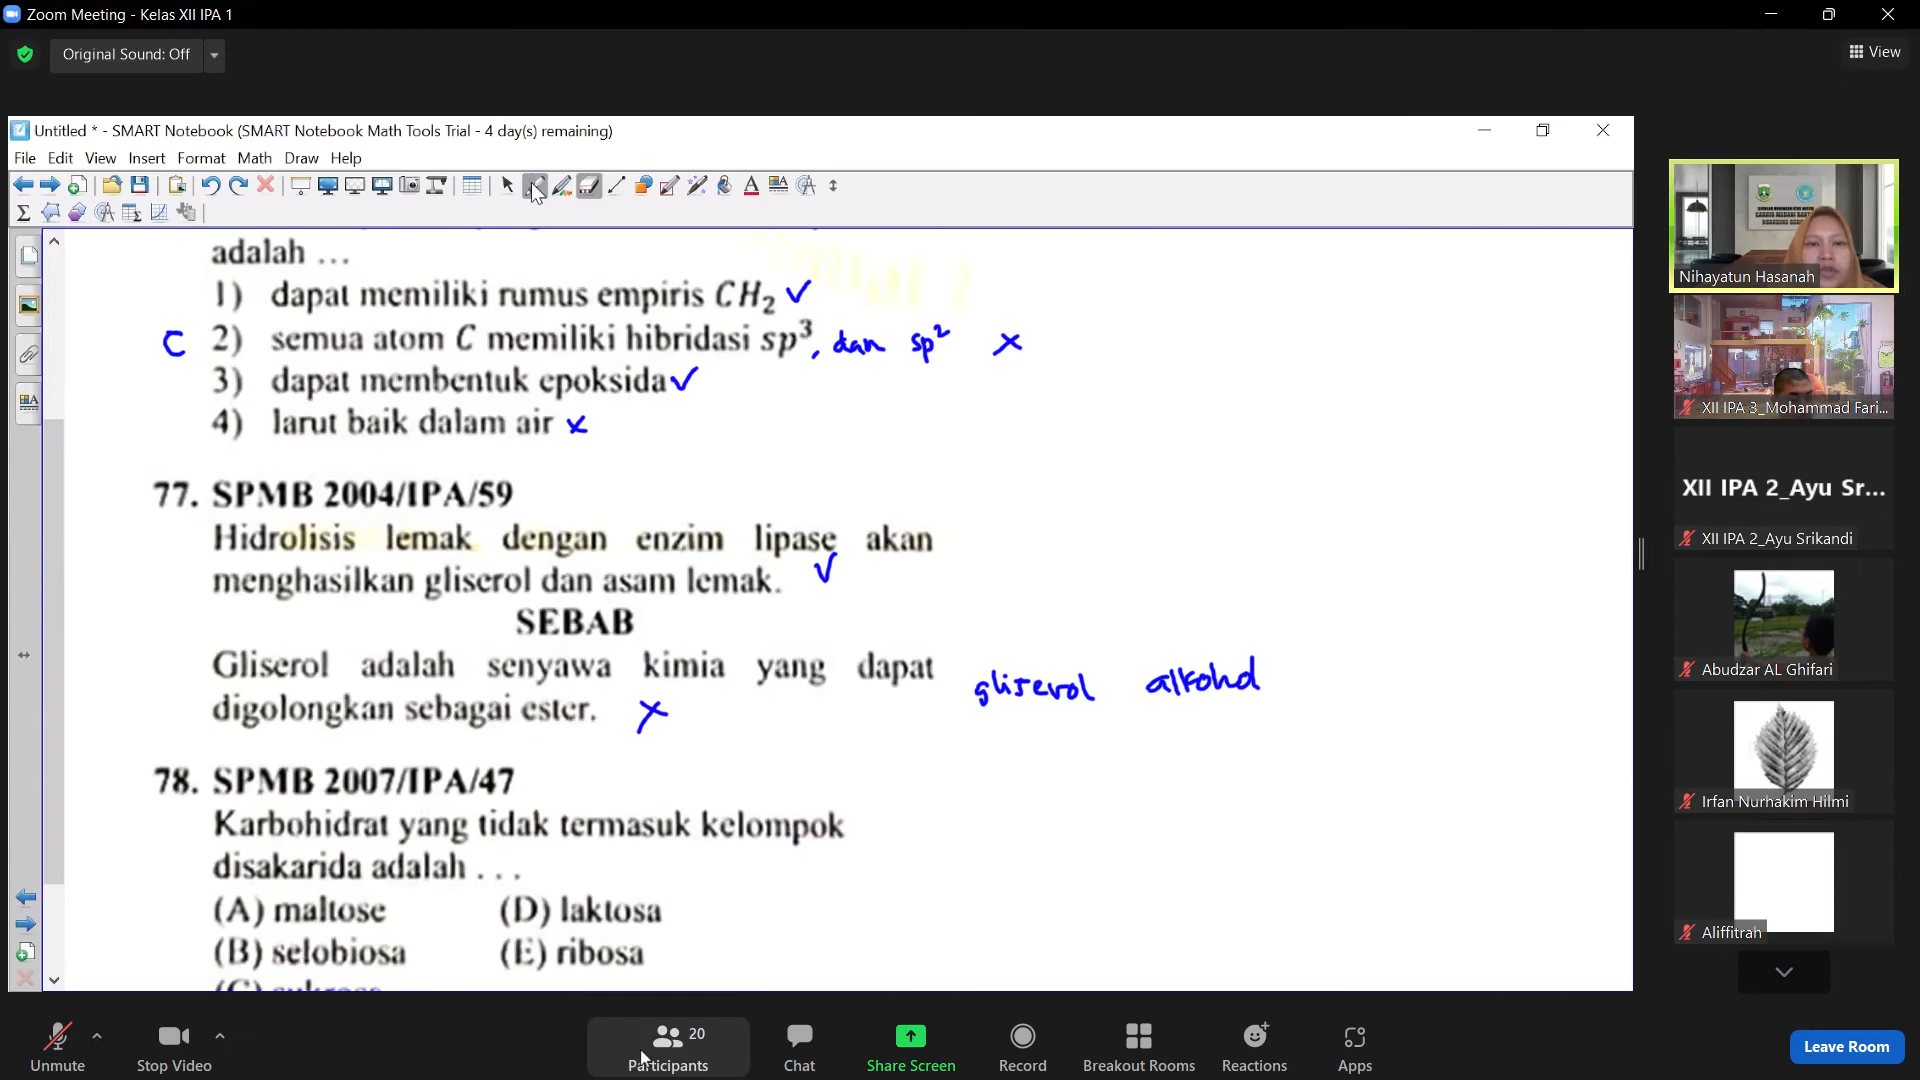 Zoom Meeting - Kelas XII IPA 1
Original Sound: Off
View
Untitled * - SMART Notebook (SMART Notebook Math Tools Trial - 4 day(s) remaining)
File Edit View Insert Format Math Draw Help
adalah ...
1) dapat memiliki rumus empiris CH₂ ✓
C 2) semua atom C memiliki hibridasi sp³, dan sp² x
3) dapat membentuk epoksida ✓
4) larut baik dalam air x
77. SPMB 2004/IPA/59
Hidrolisis lemak dengan enzim lipase akan
menghasilkan gliserol dan asam lemak. ✓
SEBAB
Gliserol adalah senyawa kimia yang dapat
gliserol alkohol
digolongkan sebagai ester. x
78. SPMB 2007/IPA/47
Karbohidrat yang tidak termasuk kelompok
disakarida adalah . . .
(A) maltose (D) laktosa
(B) selobiosa (E) ribosa
Nihayatun Hasanah
XII IPA 3_Mohammad Fari...
XII IPA 2_Ayu Sr...
XII IPA 2_Ayu Srikandi
Abudzar AL Ghifari
Irfan Nurhakim Hilmi
Aliffitrah
Unmute
Stop Video
20
Participants
Chat
Share Screen
Record
Breakout Rooms
Reactions
Apps
Leave Room